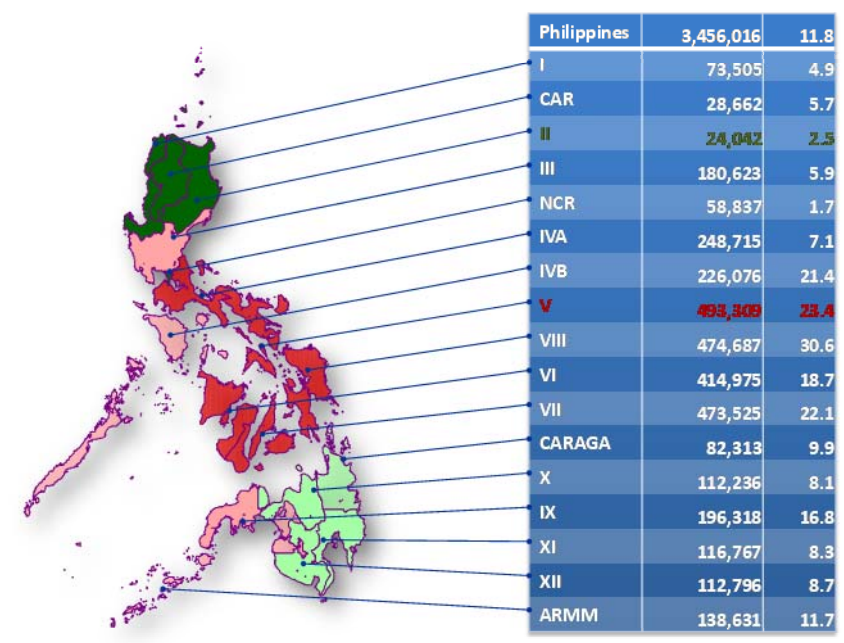 Philippines 3,456,016 11.8
I 73,505 4.9
CAR 28,662 5.7
II 24,042 2.5
III 180,623 5.9
NCR 58,837 1.7
IVA 248,715 7.1
IVB 226,076 21.4
V 493,309 23.4
VIII 474,687 30.6
VI 414,975 18.7
VII 473,525 22.1
CARAGA 82,313 9.9
X 112,236 8.1
IX 196,318 16.8
XI 116,767 8.3
XII 112,796 8.7
ARMM 138,631 11.7